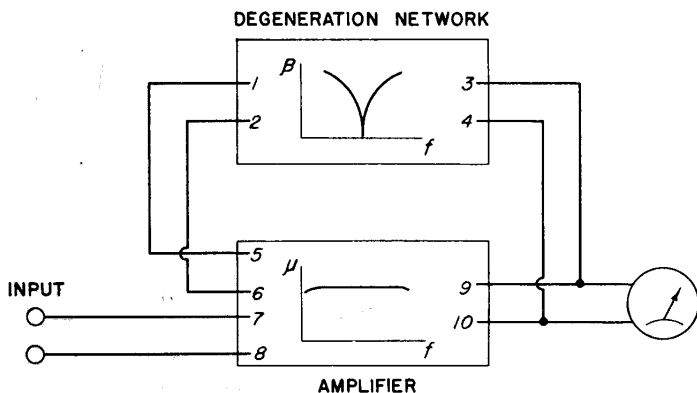 DEGENERATION NETWORK
β
f
1
2
3
4
INPUT
μ
f
5
6
7
8
9
10
AMPLIFIER